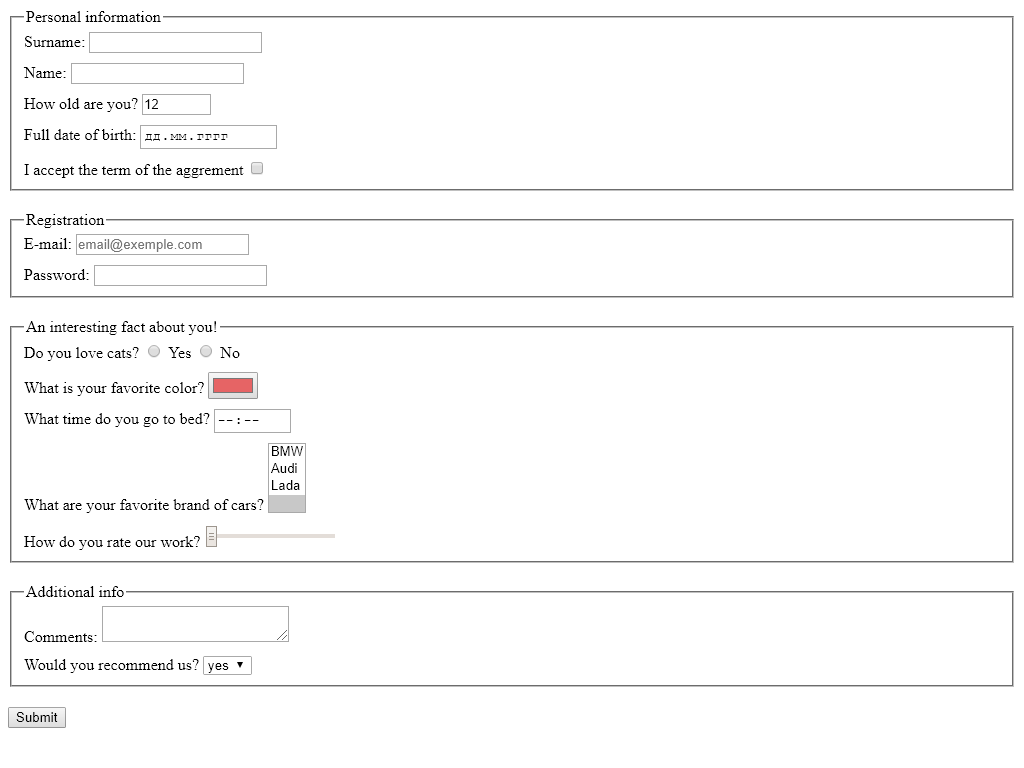 Personal information
Surname:
Name:
How old are you? 12
Full date of birth: дд.мм.гггг
I accept the term of the aggrement
Registration
E-mail: email@exemple.com
Password:
An interesting fact about you!
Do you love cats? Yes No
What is your favorite color?
What time do you go to bed? --:--
BMW
Audi
Lada
What are your favorite brand of cars?
How do you rate our work?
Additional info
Comments:
Would you recommend us? yes
Submit